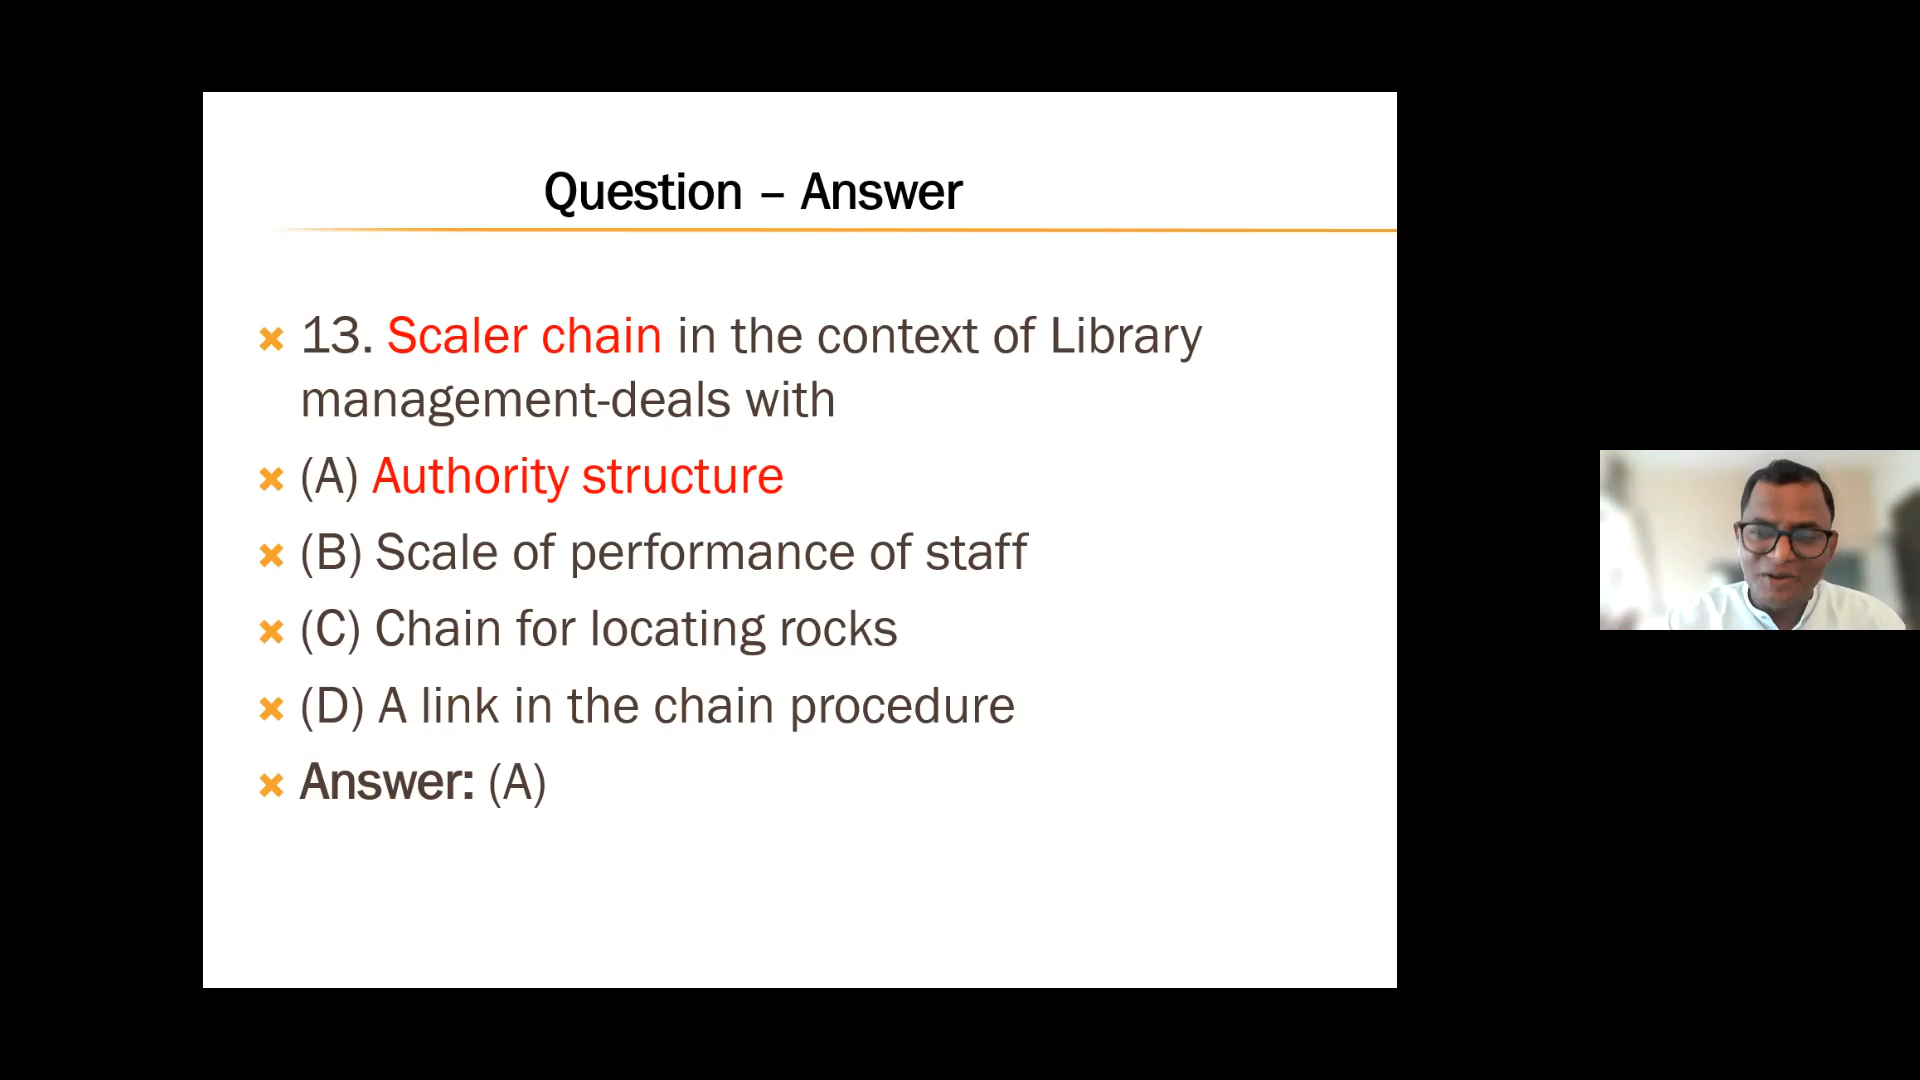 Question – Answer
13. Scaler chain in the context of Library
management-deals with
(A) Authority structure
(B) Scale of performance of staff
(C) Chain for locating rocks
(D) A link in the chain procedure
Answer: (A)